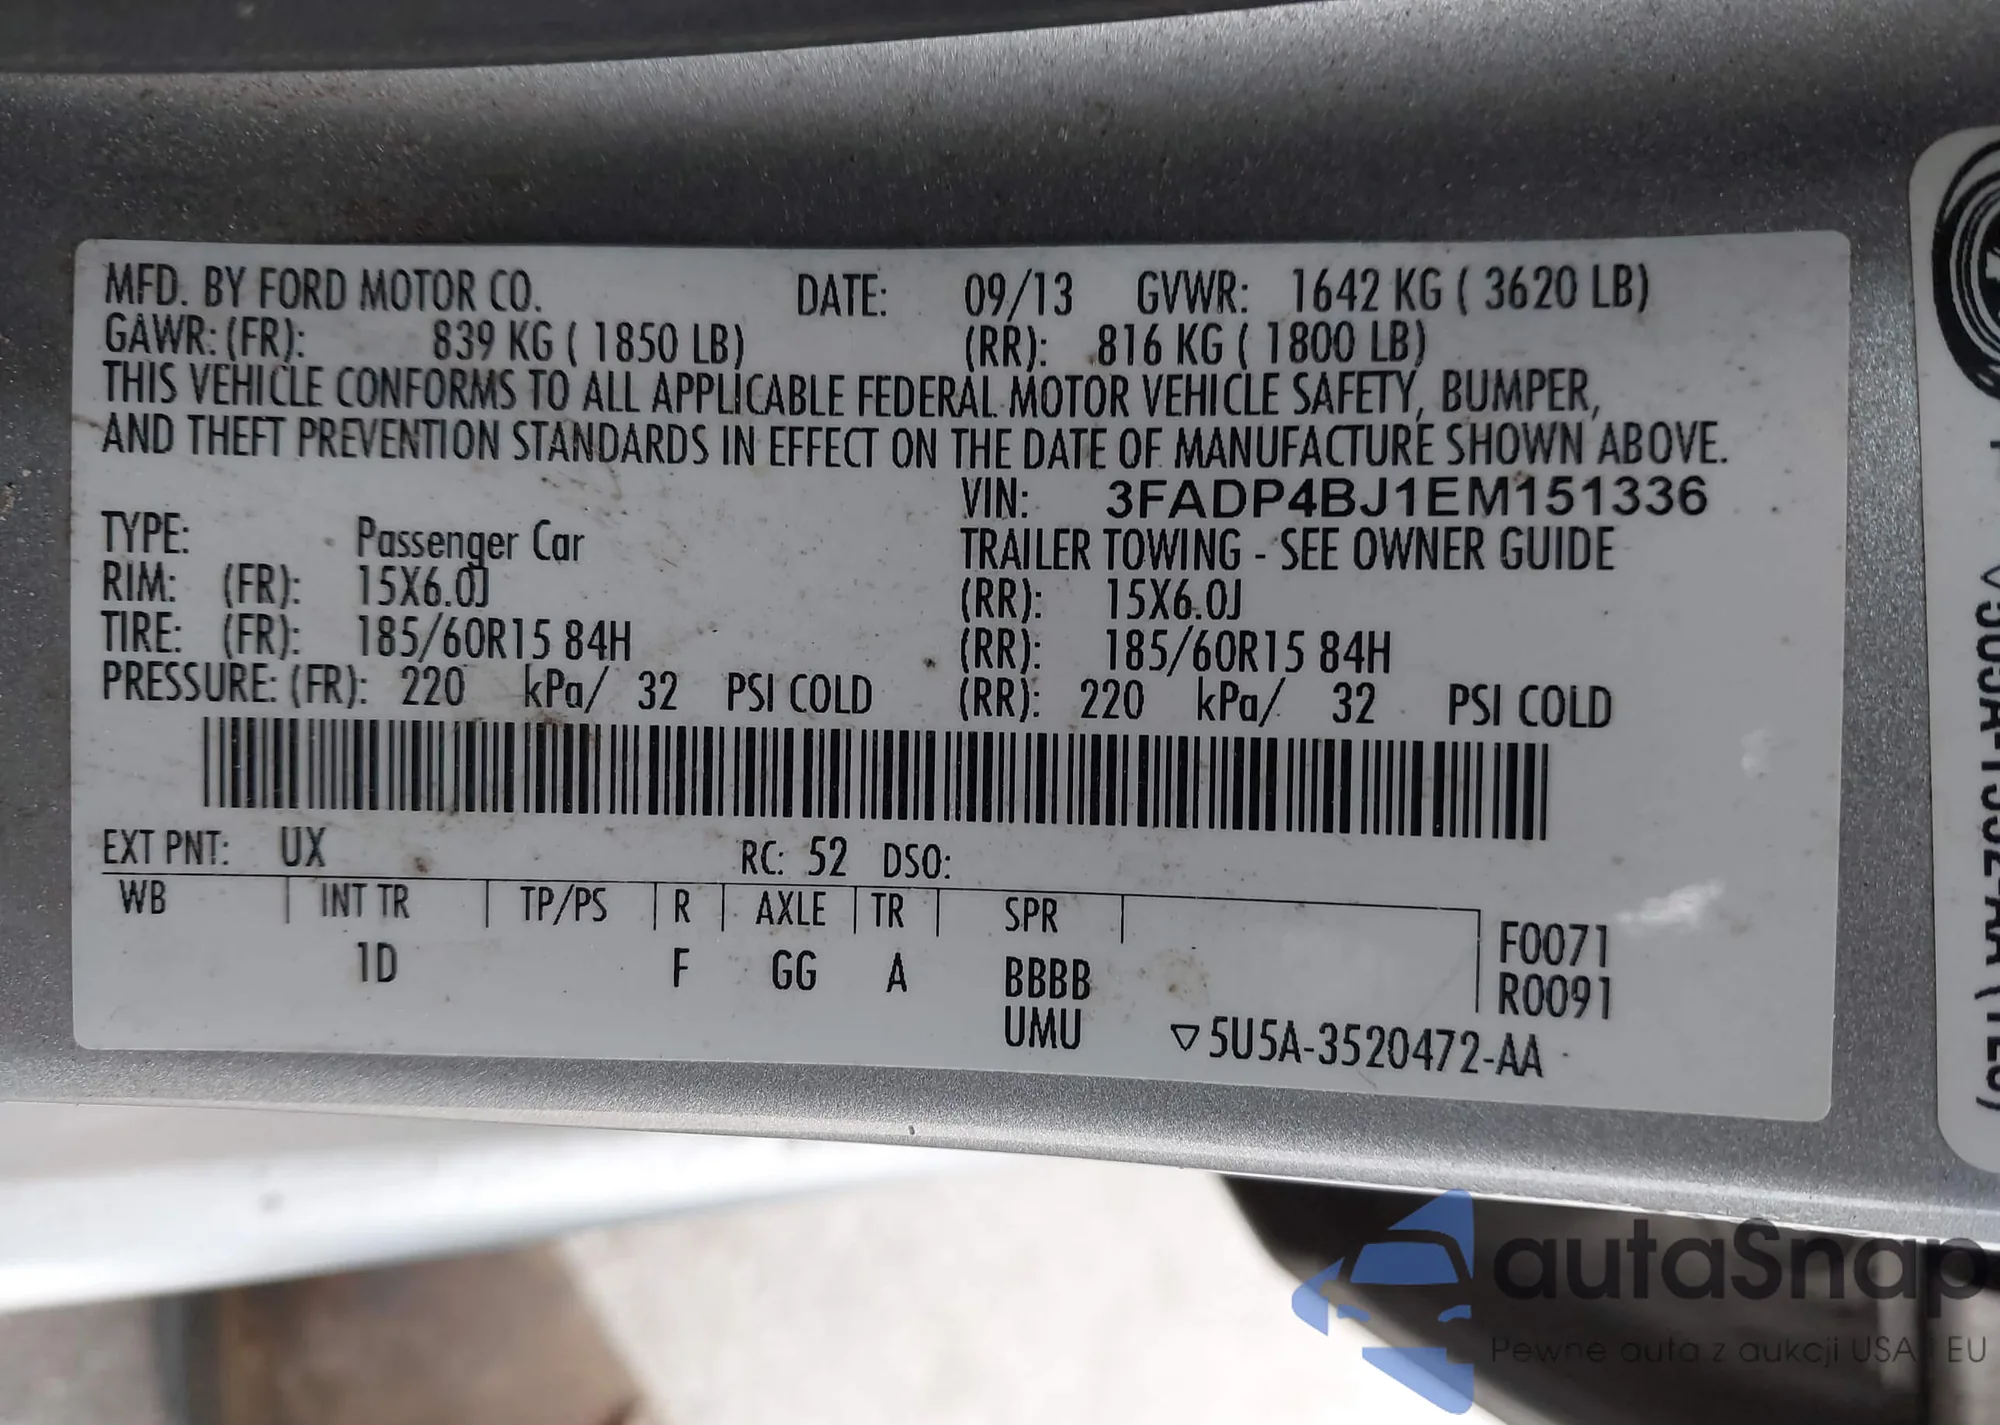 MFD. BY FORD MOTOR CO. DATE: 09/13 GVWR: 1642 KG ( 3620 LB)
GAWR: (FR): 839 KG ( 1850 LB) (RR): 816 KG ( 1800 LB)
THIS VEHICLE CONFORMS TO ALL APPLICABLE FEDERAL MOTOR VEHICLE SAFETY, BUMPER,
AND THEFT PREVENTION STANDARDS IN EFFECT ON THE DATE OF MANUFACTURE SHOWN ABOVE.
VIN: 3FADP4BJ1EM151336
TYPE: Passenger Car TRAILER TOWING - SEE OWNER GUIDE
RIM: (FR): 15X6.0J (RR): 15X6.0J
TIRE: (FR): 185/60R15 84H (RR): 185/60R15 84H
PRESSURE: (FR): 220 kPa/ 32 PSI COLD (RR): 220 kPa/ 32 PSI COLD
EXT PNT: UX RC: 52 DSO:
WB INT TR TP/PS R AXLE TR SPR
F0071
1D F GG A BBBB
R0091
UMU
▽5U5A-3520472-AA
autaSnap
Pewne auta z aukcji USA i EU